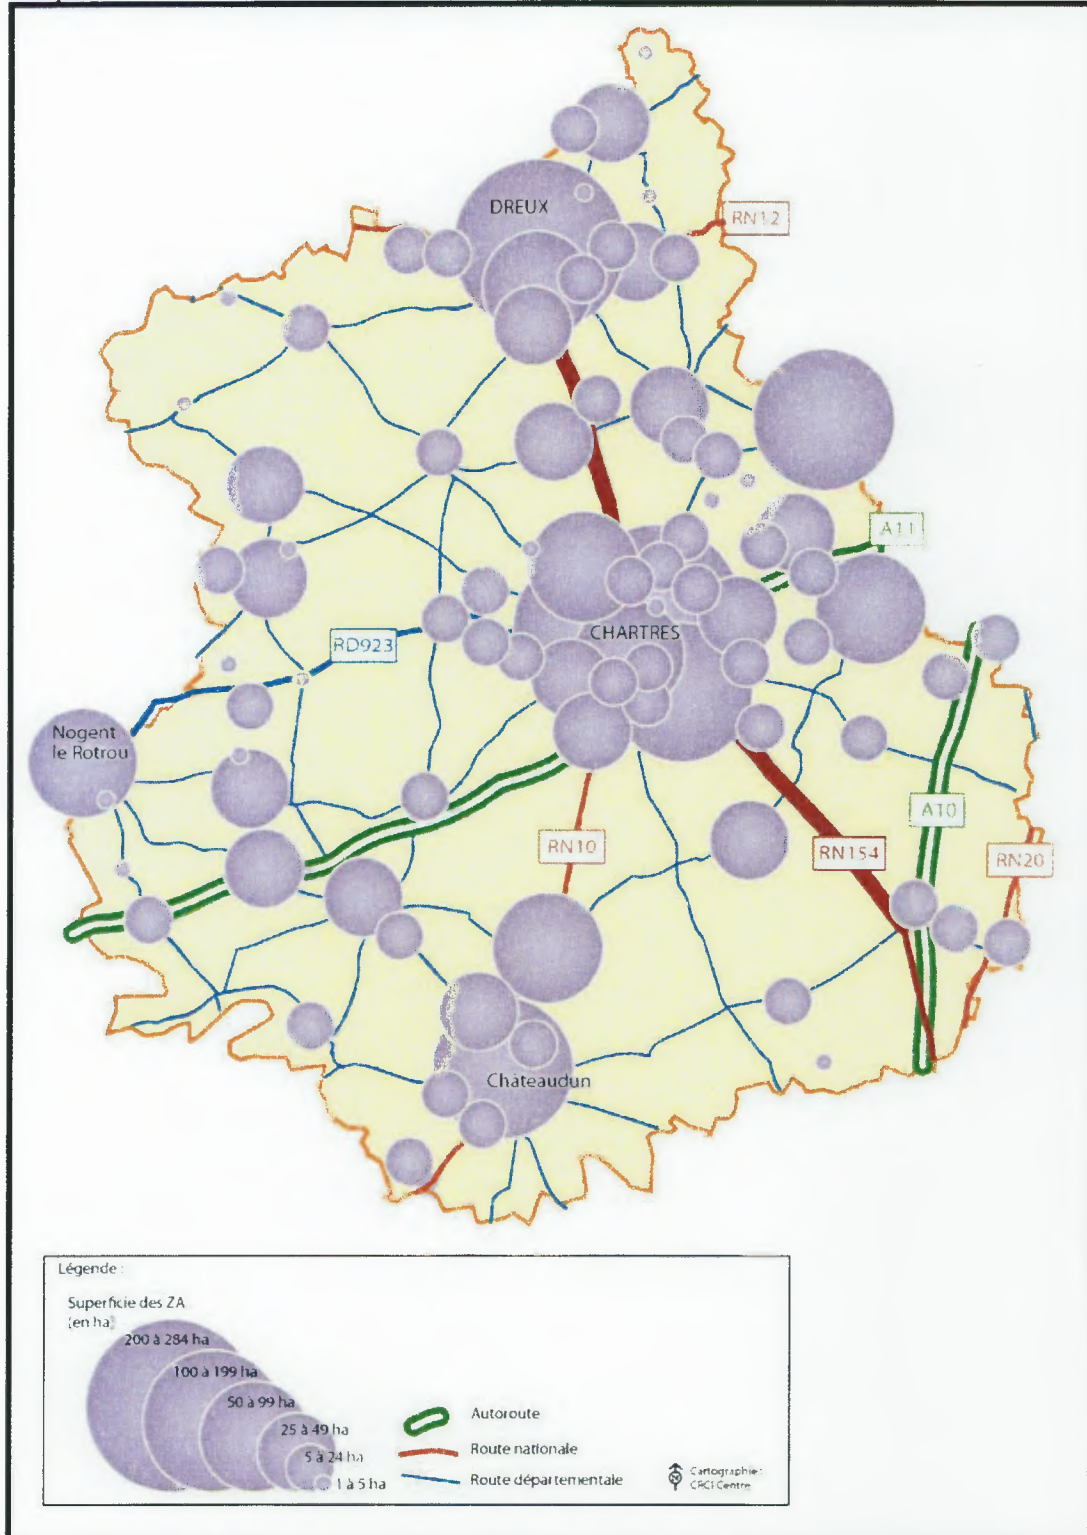 DREUX
RN12
A11
CHARTRES
RD923
Nogent
le Rotrou
A10
RN10
RN154
RN20
Châteaudun
Légende :
Superficie des ZA
(en ha)
200 à 284 ha
100 à 199 ha
50 à 99 ha
25 à 49 ha
5 à 24 ha
1 à 5 ha
Autoroute
Route nationale
Route départementale
Cartographie :
CRCI Centre